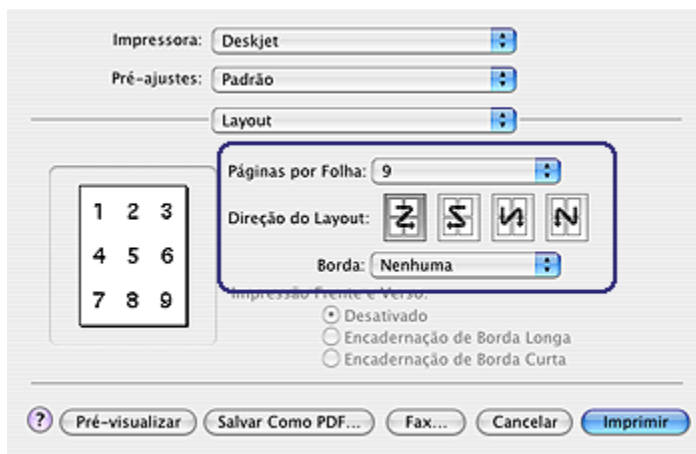 Impressora: Deskjet
Pré-ajustes: Padrão
Layout
Páginas por Folha: 9
1 2 3
Direção do Layout:
4 5 6
Borda: Nenhuma
7 8 9
Impressão Frente e Verso:
Desativado
Encadernação de Borda Longa
Encadernação de Borda Curta
? Pré-visualizar Salvar Como PDF... Fax... Cancelar Imprimir